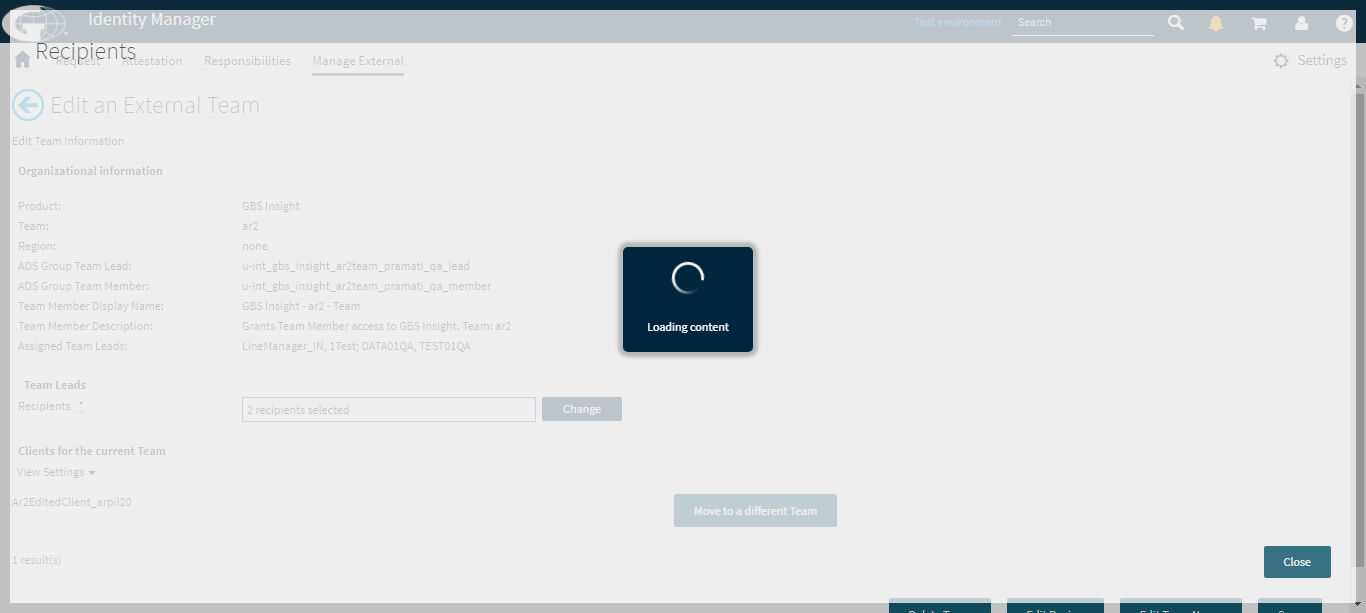 Identity Manager
Test environment
Search
Recipients
Request Attestation Responsibilities Manage External
Settings
Edit an External Team
Edit Team Information
Organizational information
Product: GBS Insight
Team: ar2
Region: none
ADS Group Team Lead: u-int_gbs_insight_ar2team_pramati_qa_lead
ADS Group Team Member: u-int_gbs_insight_ar2team_pramati_qa_member
Team Member Display Name: GBS Insight - ar2 - Team
Team Member Description: Grants Team Member access to GBS Insight. Team: ar2
Assigned Team Leads: LineManager_IN, 1Test; DATA01QA, TEST01QA
Loading content
Team Leads
Recipients *
2 recipients selected
Change
Clients for the current Team
View Settings
Ar2EditedClient_arpil20
Move to a different Team
1 result(s)
Close